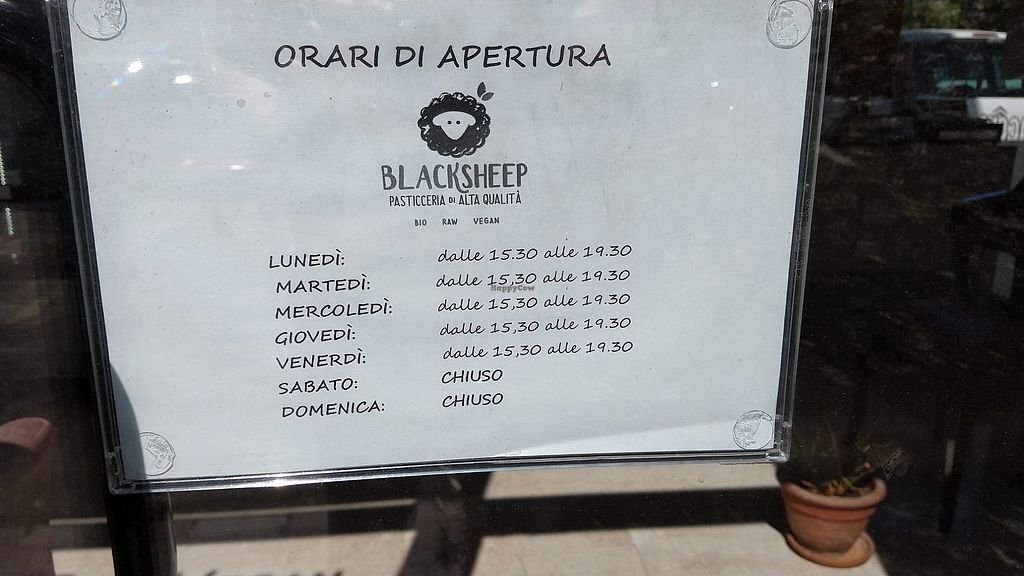 ORARI DI APERTURA
BLACKSHEEP
PASTICCERIA DI ALTA QUALITÀ
BIO RAW VEGAN
LUNEDÌ: dalle 15.30 alle 19.30
MARTEDÌ: dalle 15,30 alle 19.30
HappyCow
MERCOLEDÌ: dalle 15,30 alle 19.30
GIOVEDÌ: dalle 15,30 alle 19.30
VENERDÌ: dalle 15,30 alle 19.30
SABATO: CHIUSO
DOMENICA: CHIUSO